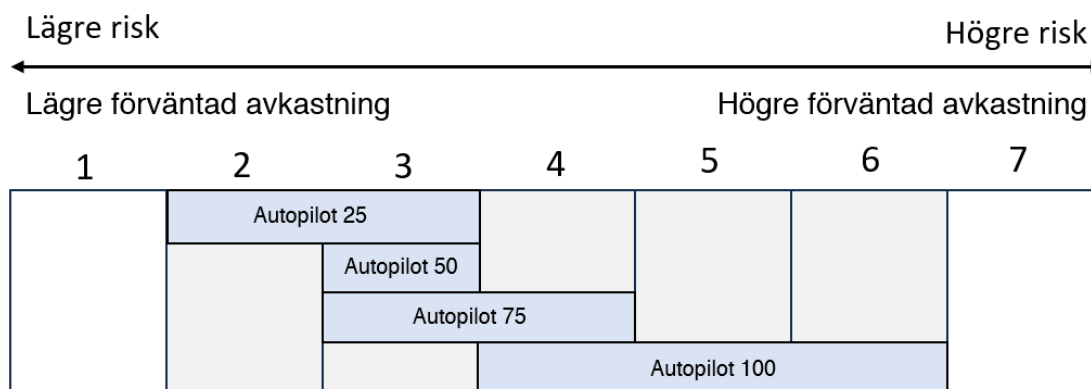 Lägre risk Högre risk
Lägre förväntad avkastning Högre förväntad avkastning
1 2 3 4 5 6 7
Autopilot 25
Autopilot 50
Autopilot 75
Autopilot 100